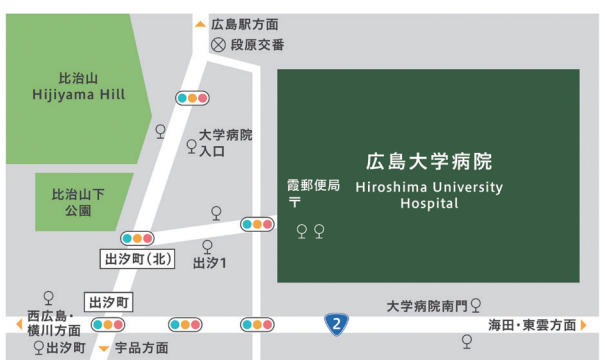 広島駅方面
段原交番
比治山
Hijiyama Hill
大学病院
入口
広島大学病院
Hiroshima University
Hospital
霞郵便局
〒
比治山下
公園
出汐町(北)
出汐1
出汐町
西広島・
横川方面
出汐町
宇品方面
2
大学病院南門
海田・東雲方面